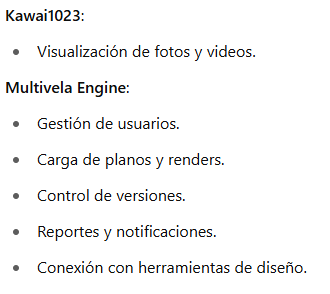 Kawai1023:
• Visualización de fotos y videos.
Multivela Engine:
• Gestión de usuarios.
• Carga de planos y renders.
• Control de versiones.
• Reportes y notificaciones.
• Conexión con herramientas de diseño.